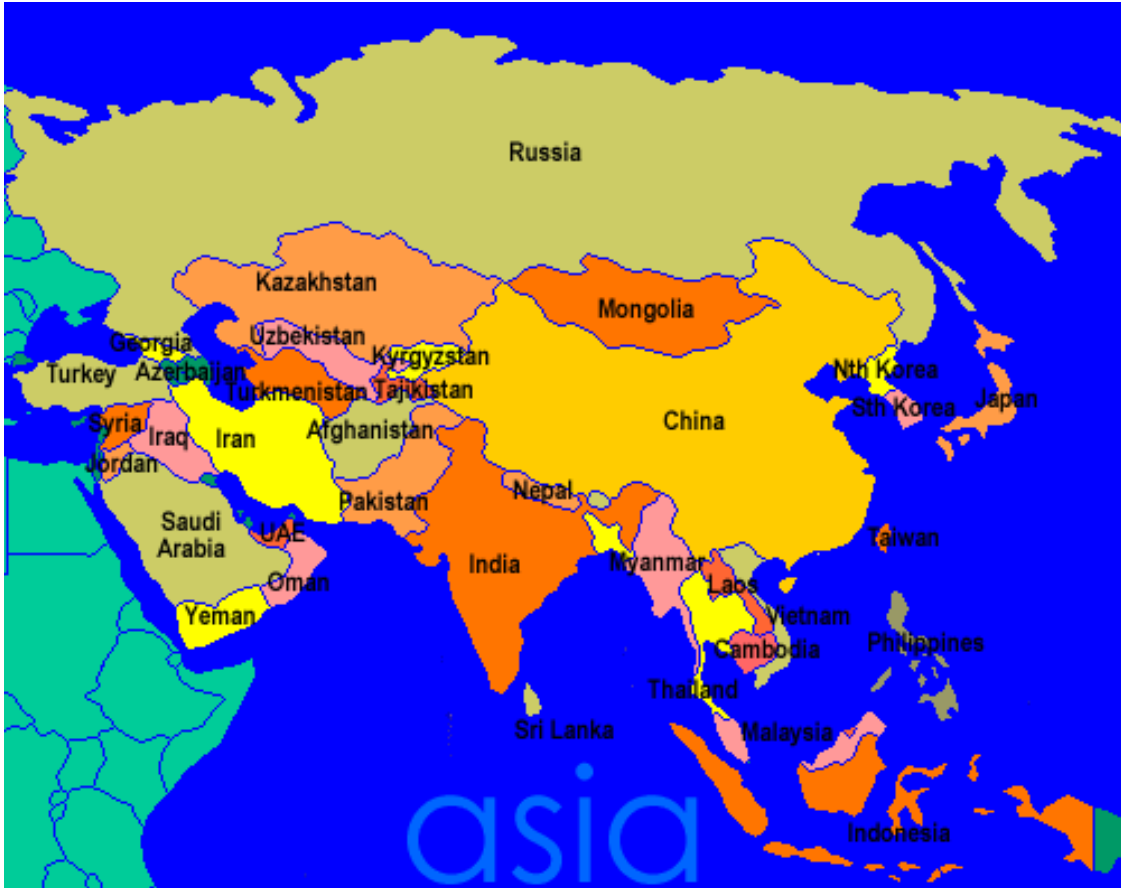 Russia
Kazakhstan
Mongolia
Uzbekistan
Georgia
Kyrgyzstan
Nth Korea
Azerbaijan
Turkey
Turkmenistan
Tajikistan
Japan
Sth Korea
China
Syria
Iraq
Iran
Afghanistan
Jordan
Nepal
Pakistan
Saudi
Arabia
UAE
Taiwan
India
Myanmar
Oman
Laos
Yeman
Vietnam
Philippines
Cambodia
Thailand
Sri Lanka
Malaysia
Indonesia
asia